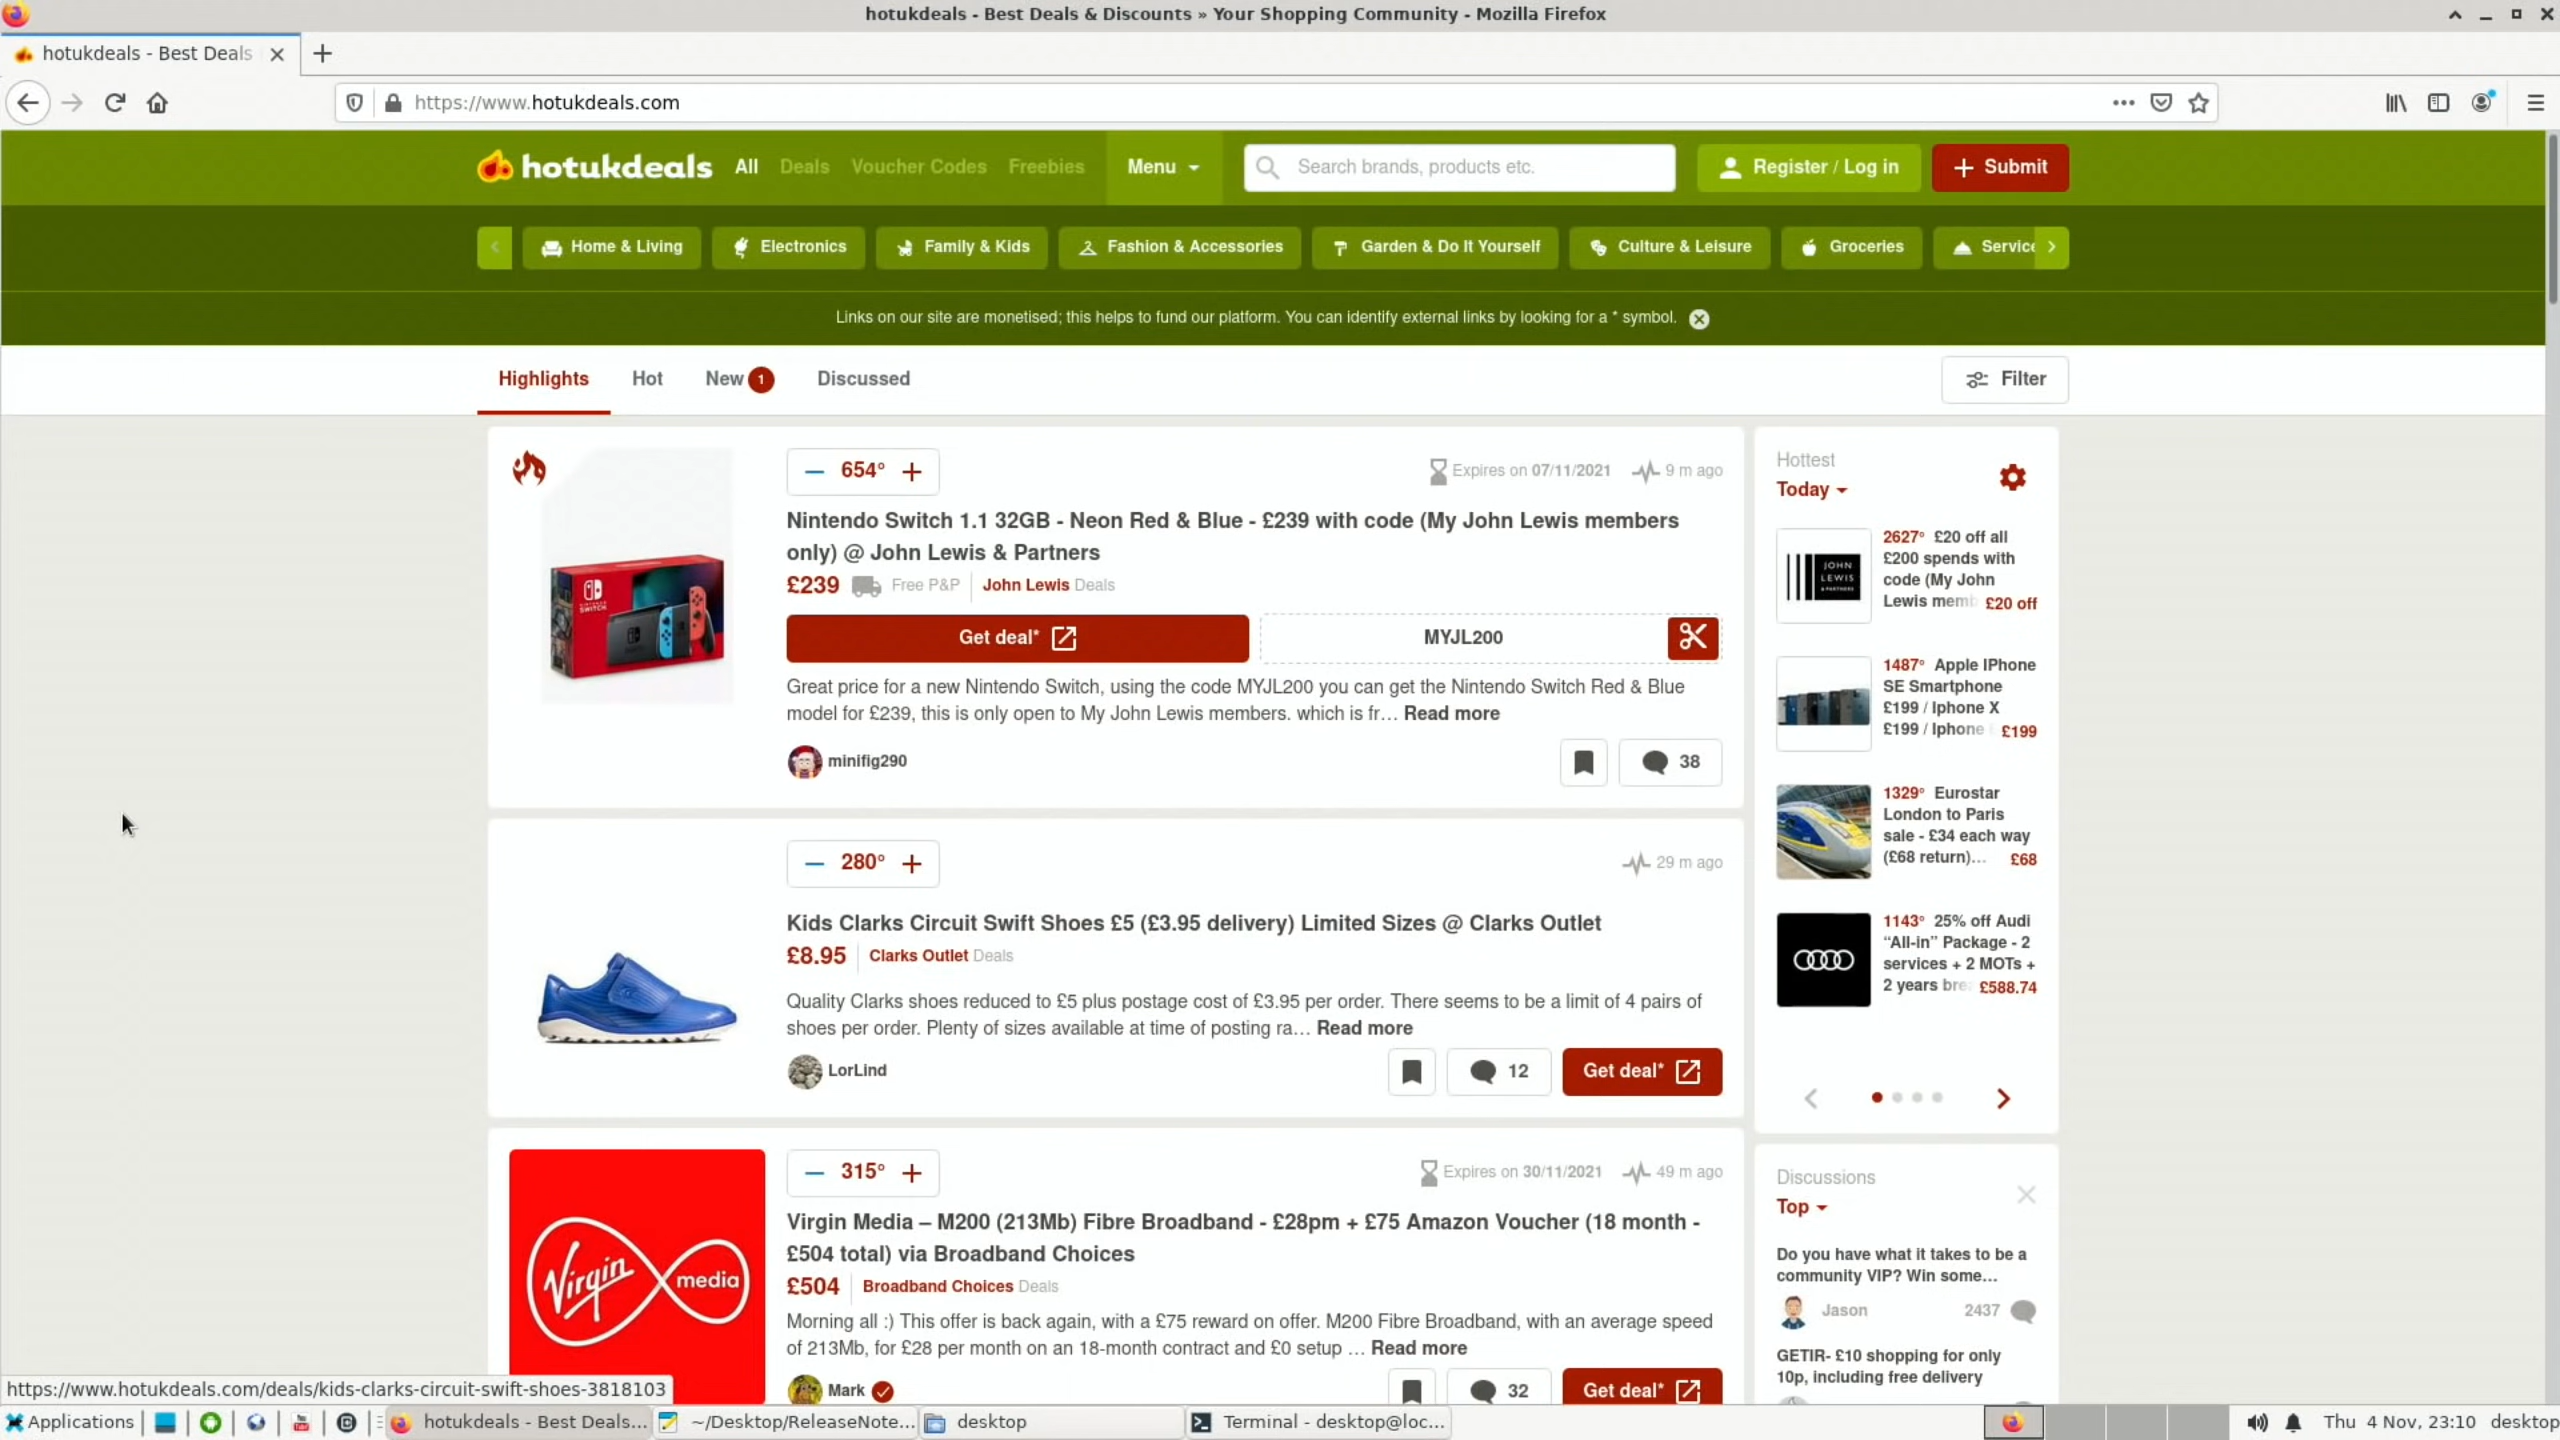 hotukdeals - Best Deals & Discounts » Your Shopping Community - Mozilla Firefox
hotukdeals - Best Deals
https://www.hotukdeals.com
hotukdeals All Deals Voucher Codes Freebies Menu Search brands, products etc. Register / Log in Submit
Home & Living Electronics Family & Kids Fashion & Accessories Garden & Do It Yourself Culture & Leisure Groceries Service
Links on our site are monetised; this helps to fund our platform. You can identify external links by looking for a * symbol.
Highlights Hot New 1 Discussed Filter
654° Expires on 07/11/2021 9 m ago
Nintendo Switch 1.1 32GB - Neon Red & Blue - £239 with code (My John Lewis members
only) @ John Lewis & Partners
£239 Free P&P John Lewis Deals
Get deal* MYJL200
Great price for a new Nintendo Switch, using the code MYJL200 you can get the Nintendo Switch Red & Blue
model for £239, this is only open to My John Lewis members. which is fr… Read more
minifig290 38
280° 29 m ago
Kids Clarks Circuit Swift Shoes £5 (£3.95 delivery) Limited Sizes @ Clarks Outlet
£8.95 Clarks Outlet Deals
Quality Clarks shoes reduced to £5 plus postage cost of £3.95 per order. There seems to be a limit of 4 pairs of
shoes per order. Plenty of sizes available at time of posting ra… Read more
LorLind 12 Get deal*
Virgin media
315° Expires on 30/11/2021 49 m ago
Virgin Media – M200 (213Mb) Fibre Broadband - £28pm + £75 Amazon Voucher (18 month -
£504 total) via Broadband Choices
£504 Broadband Choices Deals
Morning all :) This offer is back again, with a £75 reward on offer. M200 Fibre Broadband, with an average speed
of 213Mb, for £28 per month on an 18-month contract and £0 setup … Read more
Mark 32 Get deal*
Hottest
Today
JOHN
LEWIS
& PARTNERS
2627° £20 off all
£200 spends with
code (My John
Lewis memb £20 off
1487° Apple IPhone
SE Smartphone
£199 / Iphone X
£199 / Iphone £199
1329° Eurostar
London to Paris
sale - £34 each way
(£68 return)… £68
1143° 25% off Audi
“All-in” Package - 2
services + 2 MOTs +
2 years bre £588.74
Discussions
Top
Do you have what it takes to be a
community VIP? Win some…
Jason 2437
GETIR- £10 shopping for only
10p, including free delivery
https://www.hotukdeals.com/deals/kids-clarks-circuit-swift-shoes-3818103
Applications hotukdeals - Best Deals... ~/Desktop/ReleaseNote... desktop Terminal - desktop@loc... Thu 4 Nov, 23:10 desktop